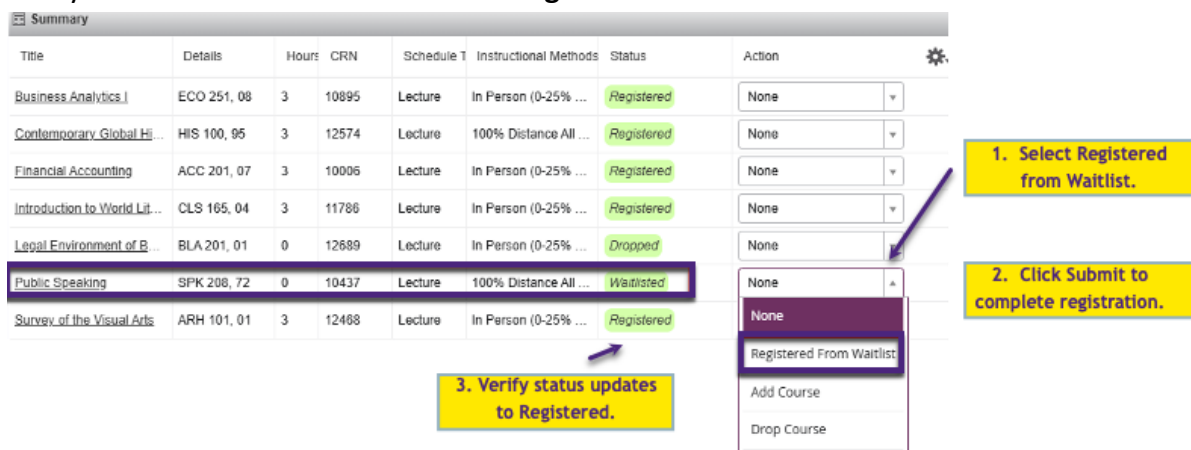 Summary
Title Details Hours CRN Schedule T Instructional Methods Status Action
Business Analytics I ECO 251, 08 3 10895 Lecture In Person (0-25% ... Registered None
Contemporary Global Hi... HIS 100, 95 3 12574 Lecture 100% Distance All ... Registered None
Financial Accounting ACC 201, 07 3 10006 Lecture In Person (0-25% ... Registered None
Introduction to World Lit... CLS 165, 04 3 11786 Lecture In Person (0-25% ... Registered None
Legal Environment of B... BLA 201, 01 0 12689 Lecture In Person (0-25% ... Dropped None
Public Speaking SPK 208, 72 0 10437 Lecture 100% Distance All ... Waitlisted None
Survey of the Visual Arts ARH 101, 01 3 12468 Lecture In Person (0-25% ... Registered
None
Registered From Waitlist
Add Course
Drop Course
1. Select Registered
from Waitlist.
2. Click Submit to
complete registration.
3. Verify status updates
to Registered.